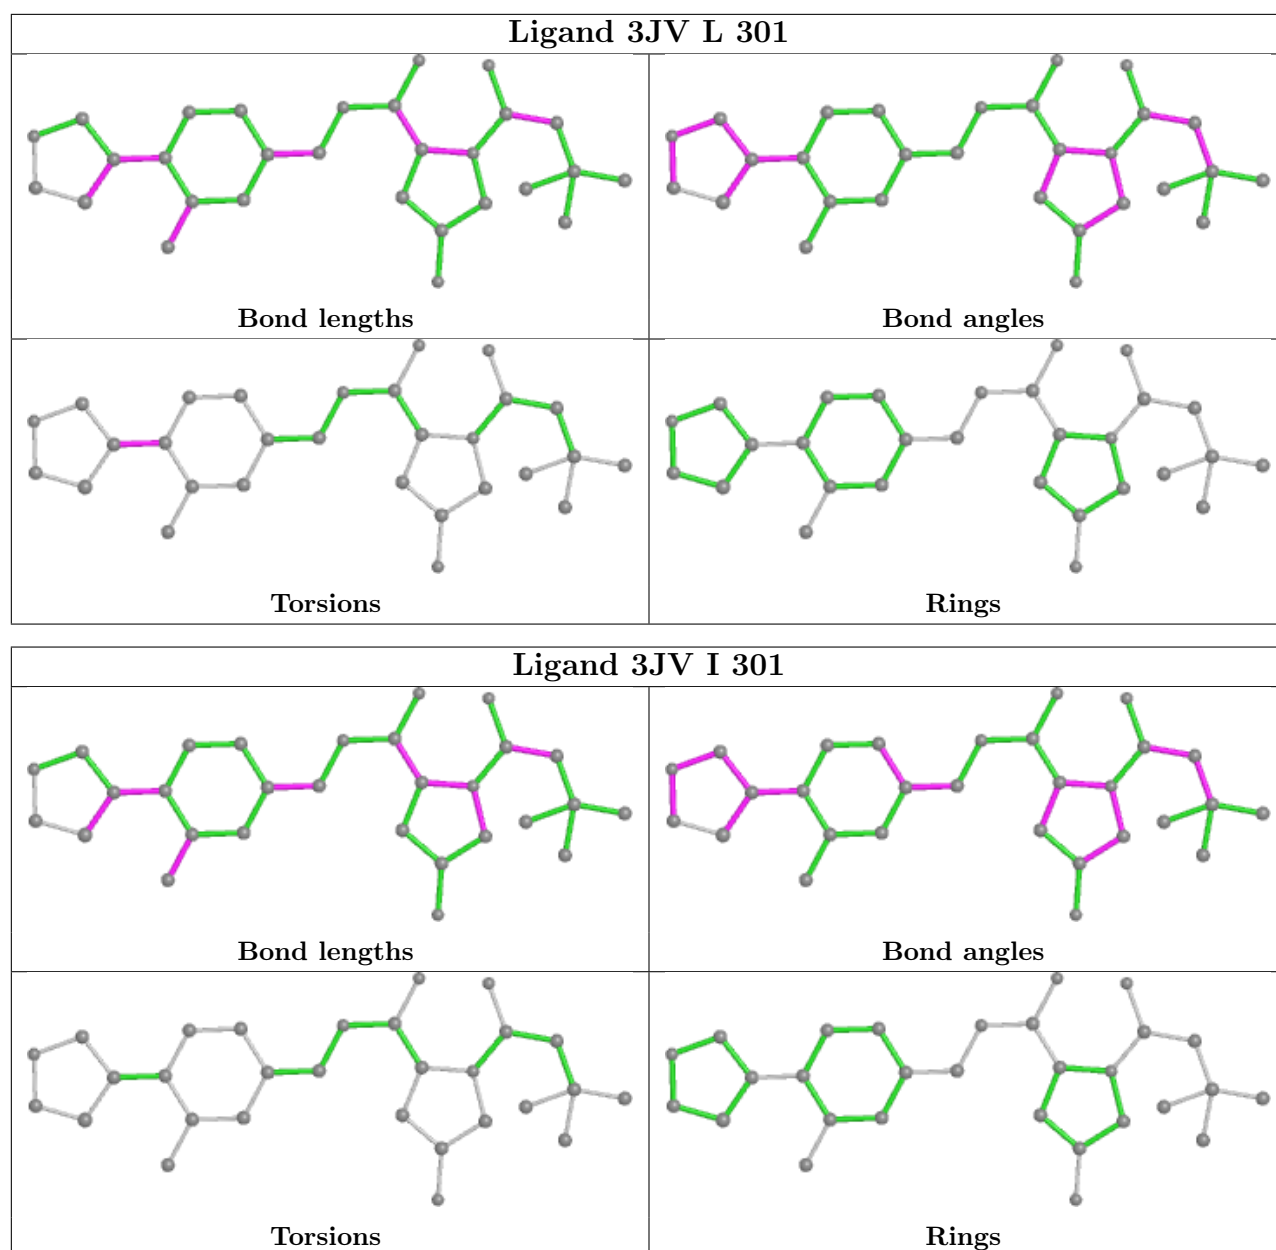 Ligand 3JV L 301
Bond lengths
Bond angles
Torsions
Rings
Ligand 3JV I 301
Bond lengths
Bond angles
Torsions
Rings